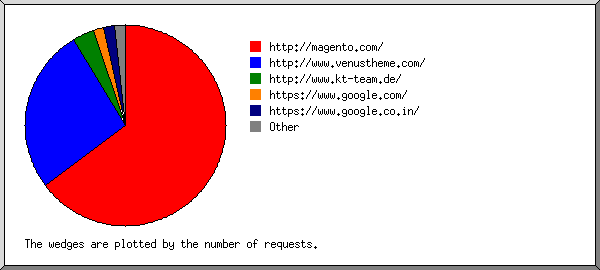 http://magento.com/
http://www.venustheme.com/
http://www.kt-team.de/
https://www.google.com/
https://www.google.co.in/
Other
The wedges are plotted by the number of requests.